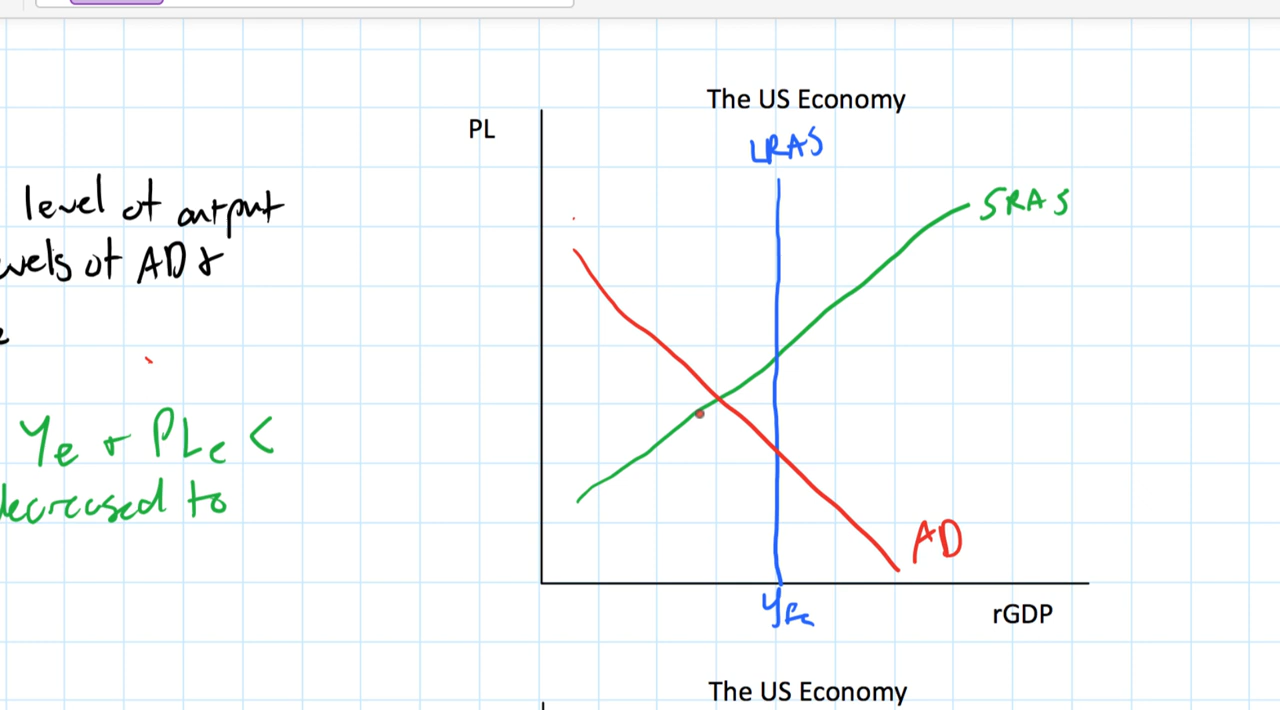 The US Economy
PL
LRAS
level of output
SRAS
of AD &
Ye + PLe <
decreased to
AD
YFE
rGDP
The US Economy